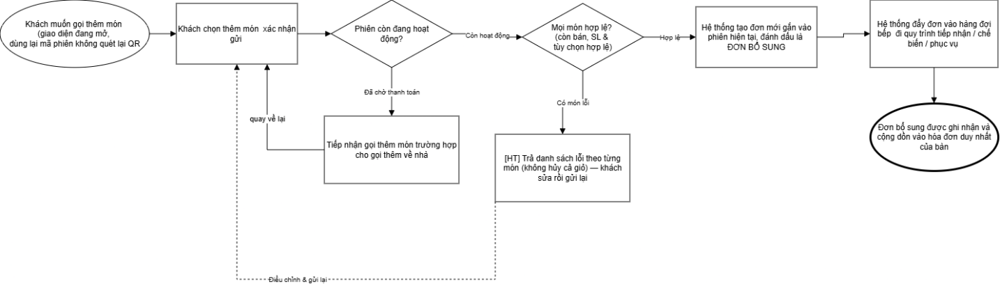 Khách muốn gọi thêm món
(giao diện đang mở,
dùng lại mã phiên không quét lại QR
Khách chọn thêm món xác nhận
gửi
Phiên còn đang hoạt
động?
Còn hoạt động
Mọi món hợp lệ?
(còn bán, SL &
tùy chọn hợp lệ)
Hợp lệ
Hệ thống tạo đơn mới gắn vào
phiên hiện tại, đánh dấu là
ĐƠN BỔ SUNG
Hệ thống đẩy đơn vào hàng đợi
bếp đi quy trình tiếp nhận / chế
biến / phục vụ
Đã chờ thanh toán
Có món lỗi
quay về lại
Tiếp nhận gọi thêm món trường hợp
cho gọi thêm về nhà
[HT] Trả danh sách lỗi theo từng
món (không hủy cả giỏ) — khách
sửa rồi gửi lại
Đơn bổ sung được ghi nhận và
cộng dồn vào hóa đơn duy nhất
của bàn
Điều chỉnh & gửi lại